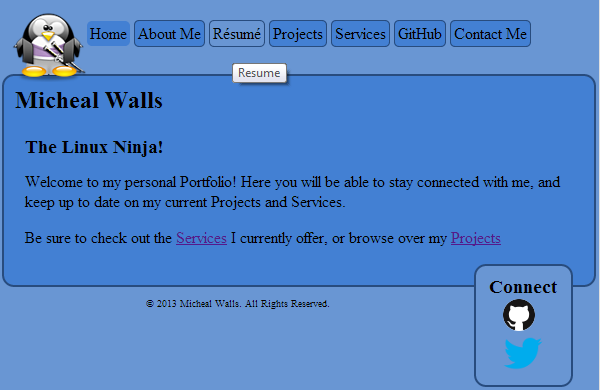 Home About Me Résumé Projects Services GitHub Contact Me
Resume
Micheal Walls
The Linux Ninja!
Welcome to my personal Portfolio! Here you will be able to stay connected with me, and
keep up to date on my current Projects and Services.
Be sure to check out the Services I currently offer, or browse over my Projects
Connect
© 2013 Micheal Walls. All Rights Reserved.